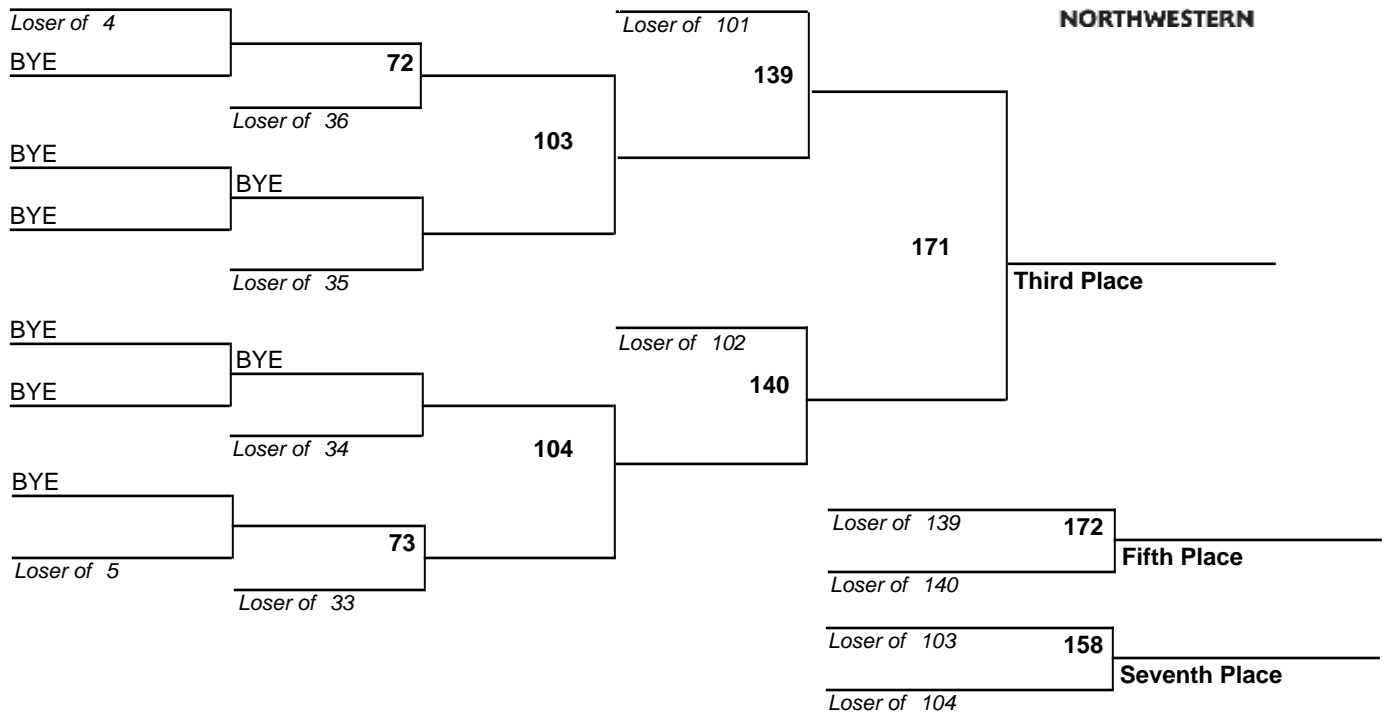 Loser of 4
Loser of 101
NORTHWESTERN
BYE
72
139
Loser of 36
103
BYE
BYE
BYE
171
Loser of 35
Third Place
BYE
Loser of 102
BYE
140
BYE
Loser of 34
104
BYE
Loser of 139
172
73
Fifth Place
Loser of 5
Loser of 140
Loser of 33
Loser of 103
158
Seventh Place
Loser of 104